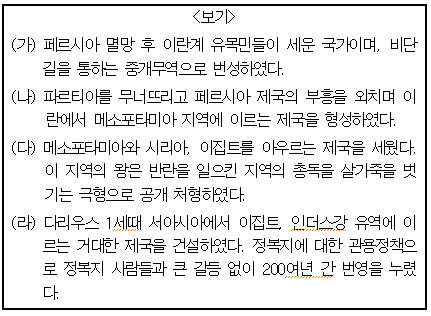 <보기>
(가) 페르시아 멸망 후 이란계 유목민들이 세운 국가이며, 비단
길을 통하는 중개무역으로 번성하였다.
(나) 파르티아를 무너뜨리고 페르시아 제국의 부흥을 외치며 이
란에서 메소포타미아 지역에 이르는 제국을 형성하였다.
(다) 메소포타미아와 시리아, 이집트를 아우르는 제국을 세웠다.
이 지역의 왕은 반란을 일으킨 지역의 총독을 살가죽을 벗
기는 극형으로 공개 처형하였다.
(라) 다리우스 1세때 서아시아에서 이집트, 인더스강 유역에 이
르는 거대한 제국을 건설하였다. 정복지에 대한 관용정책으
로 정복지 사람들과 큰 갈등 없이 200여년 간 번영을 누렸
다.